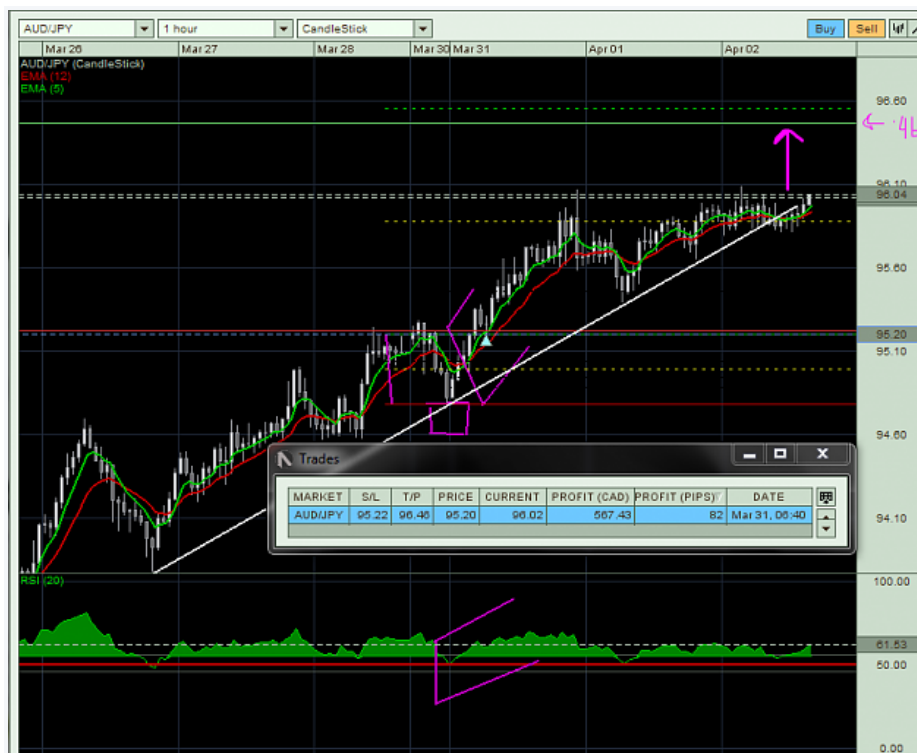 AUD/JPY 1 hour CandleStick Buy Sell
Mar 26 Mar 27 Mar 28 Mar 30 Mar 31 Apr 01 Apr 02
AUD/JPY (CandleStick)
EMA (12)
EMA (5)
96.60
.46
96.10
96.04
95.60
95.20
95.10
94.60
Trades
MARKET S/L T/P PRICE CURRENT PROFIT (CAD) PROFIT (PIPS) DATE
AUD/JPY 95.22 96.46 95.20 96.02 567.43 82 Mar 31, 06:40
94.10
RSI (20)
100.00
61.53
50.00
0.00